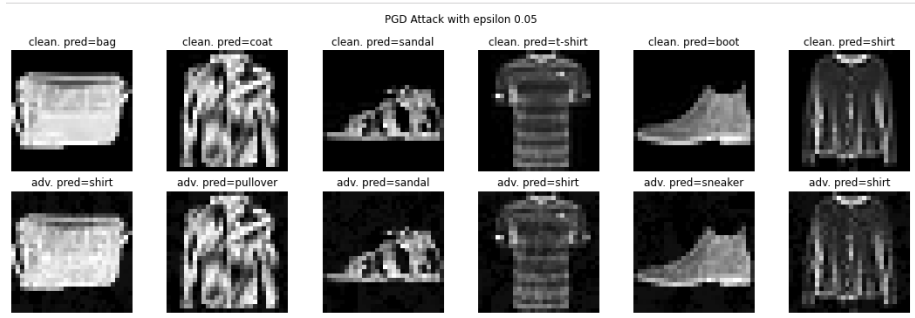 PGD Attack with epsilon 0.05
clean. pred=bag
clean. pred=coat
clean. pred=sandal
clean. pred=t-shirt
clean. pred=boot
clean. pred=shirt
adv. pred=shirt
adv. pred=pullover
adv. pred=sandal
adv. pred=shirt
adv. pred=sneaker
adv. pred=shirt